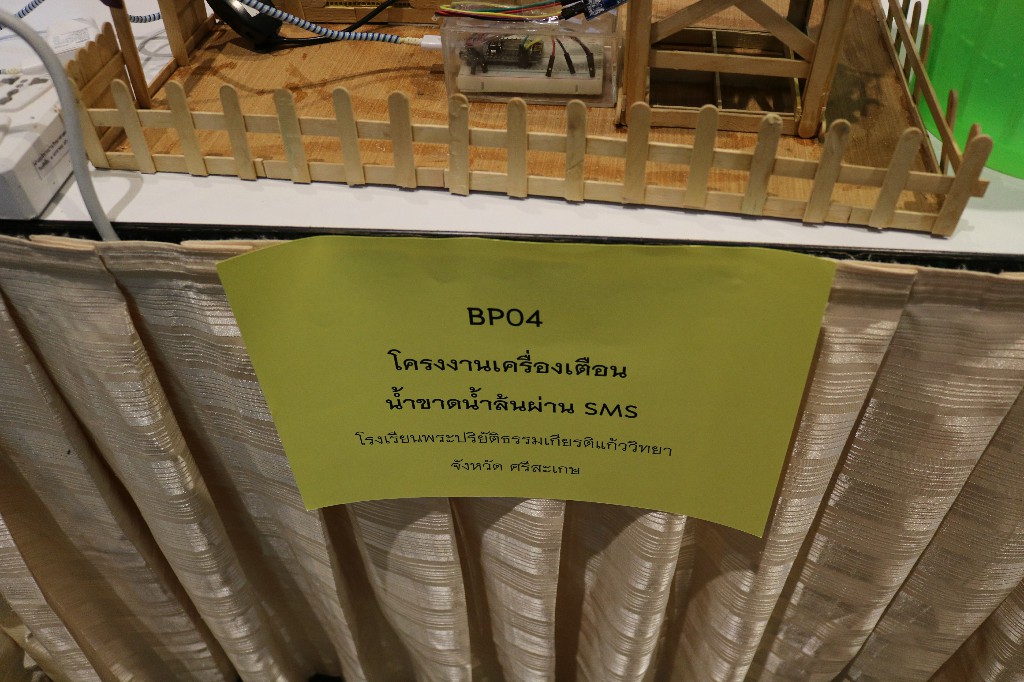 BP04
โครงงานเครื่องเตือน
น้ำขาดน้ำล้นผ่าน SMS
โรงเรียนพระปริยัติธรรมเกียรติแก้ววิทยา
จังหวัด ศรีสะเกษ